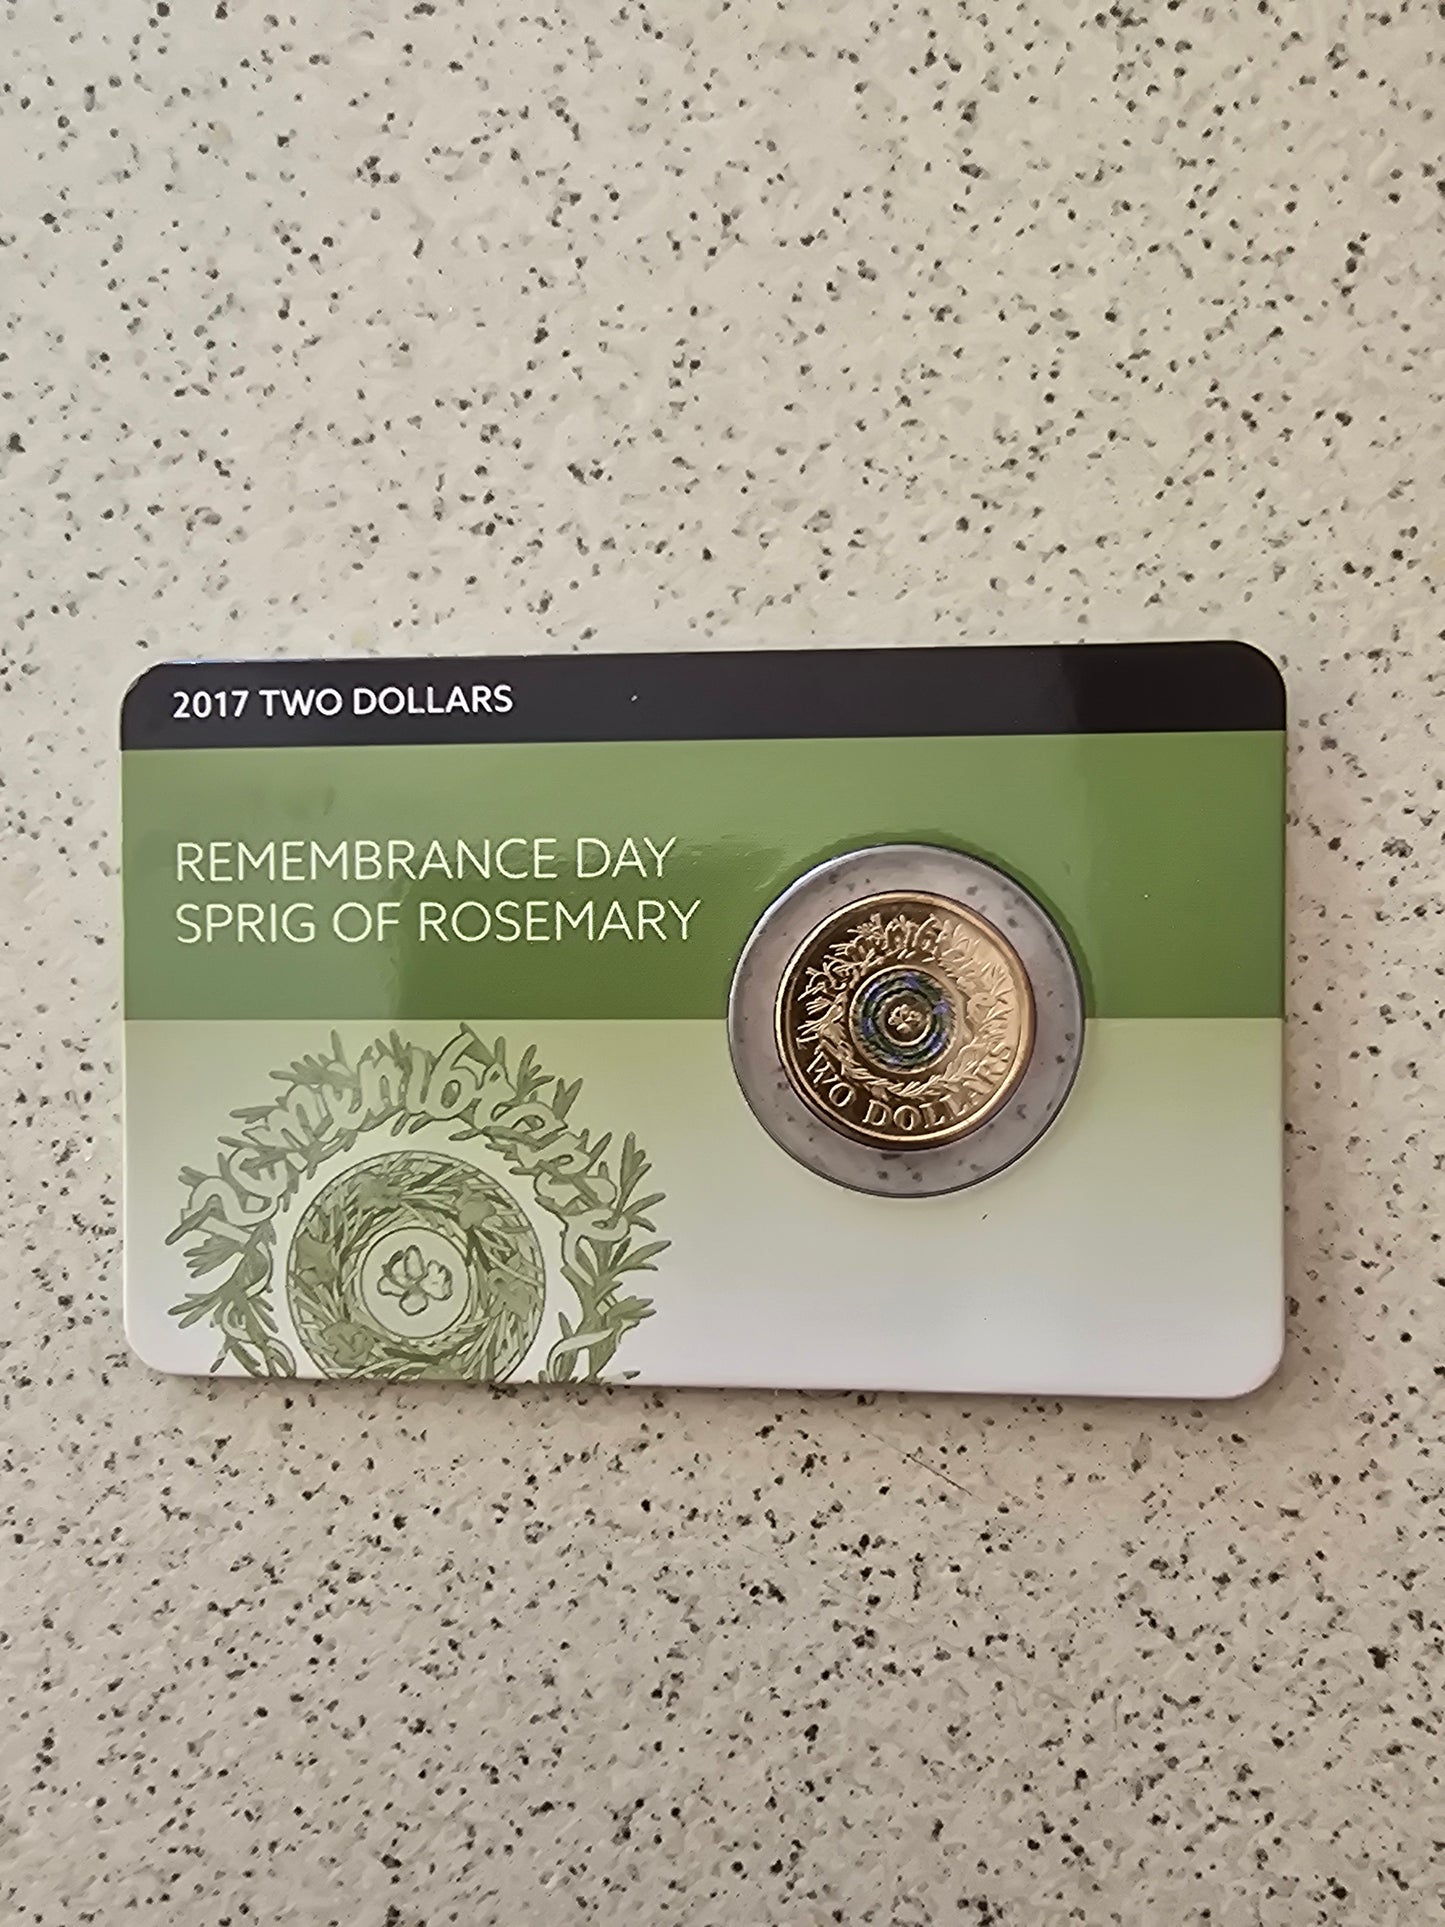 2017 TWO DOLLARS
REMEMBRANCE DAY
SPRIG OF ROSEMARY
TWO DOLLARS